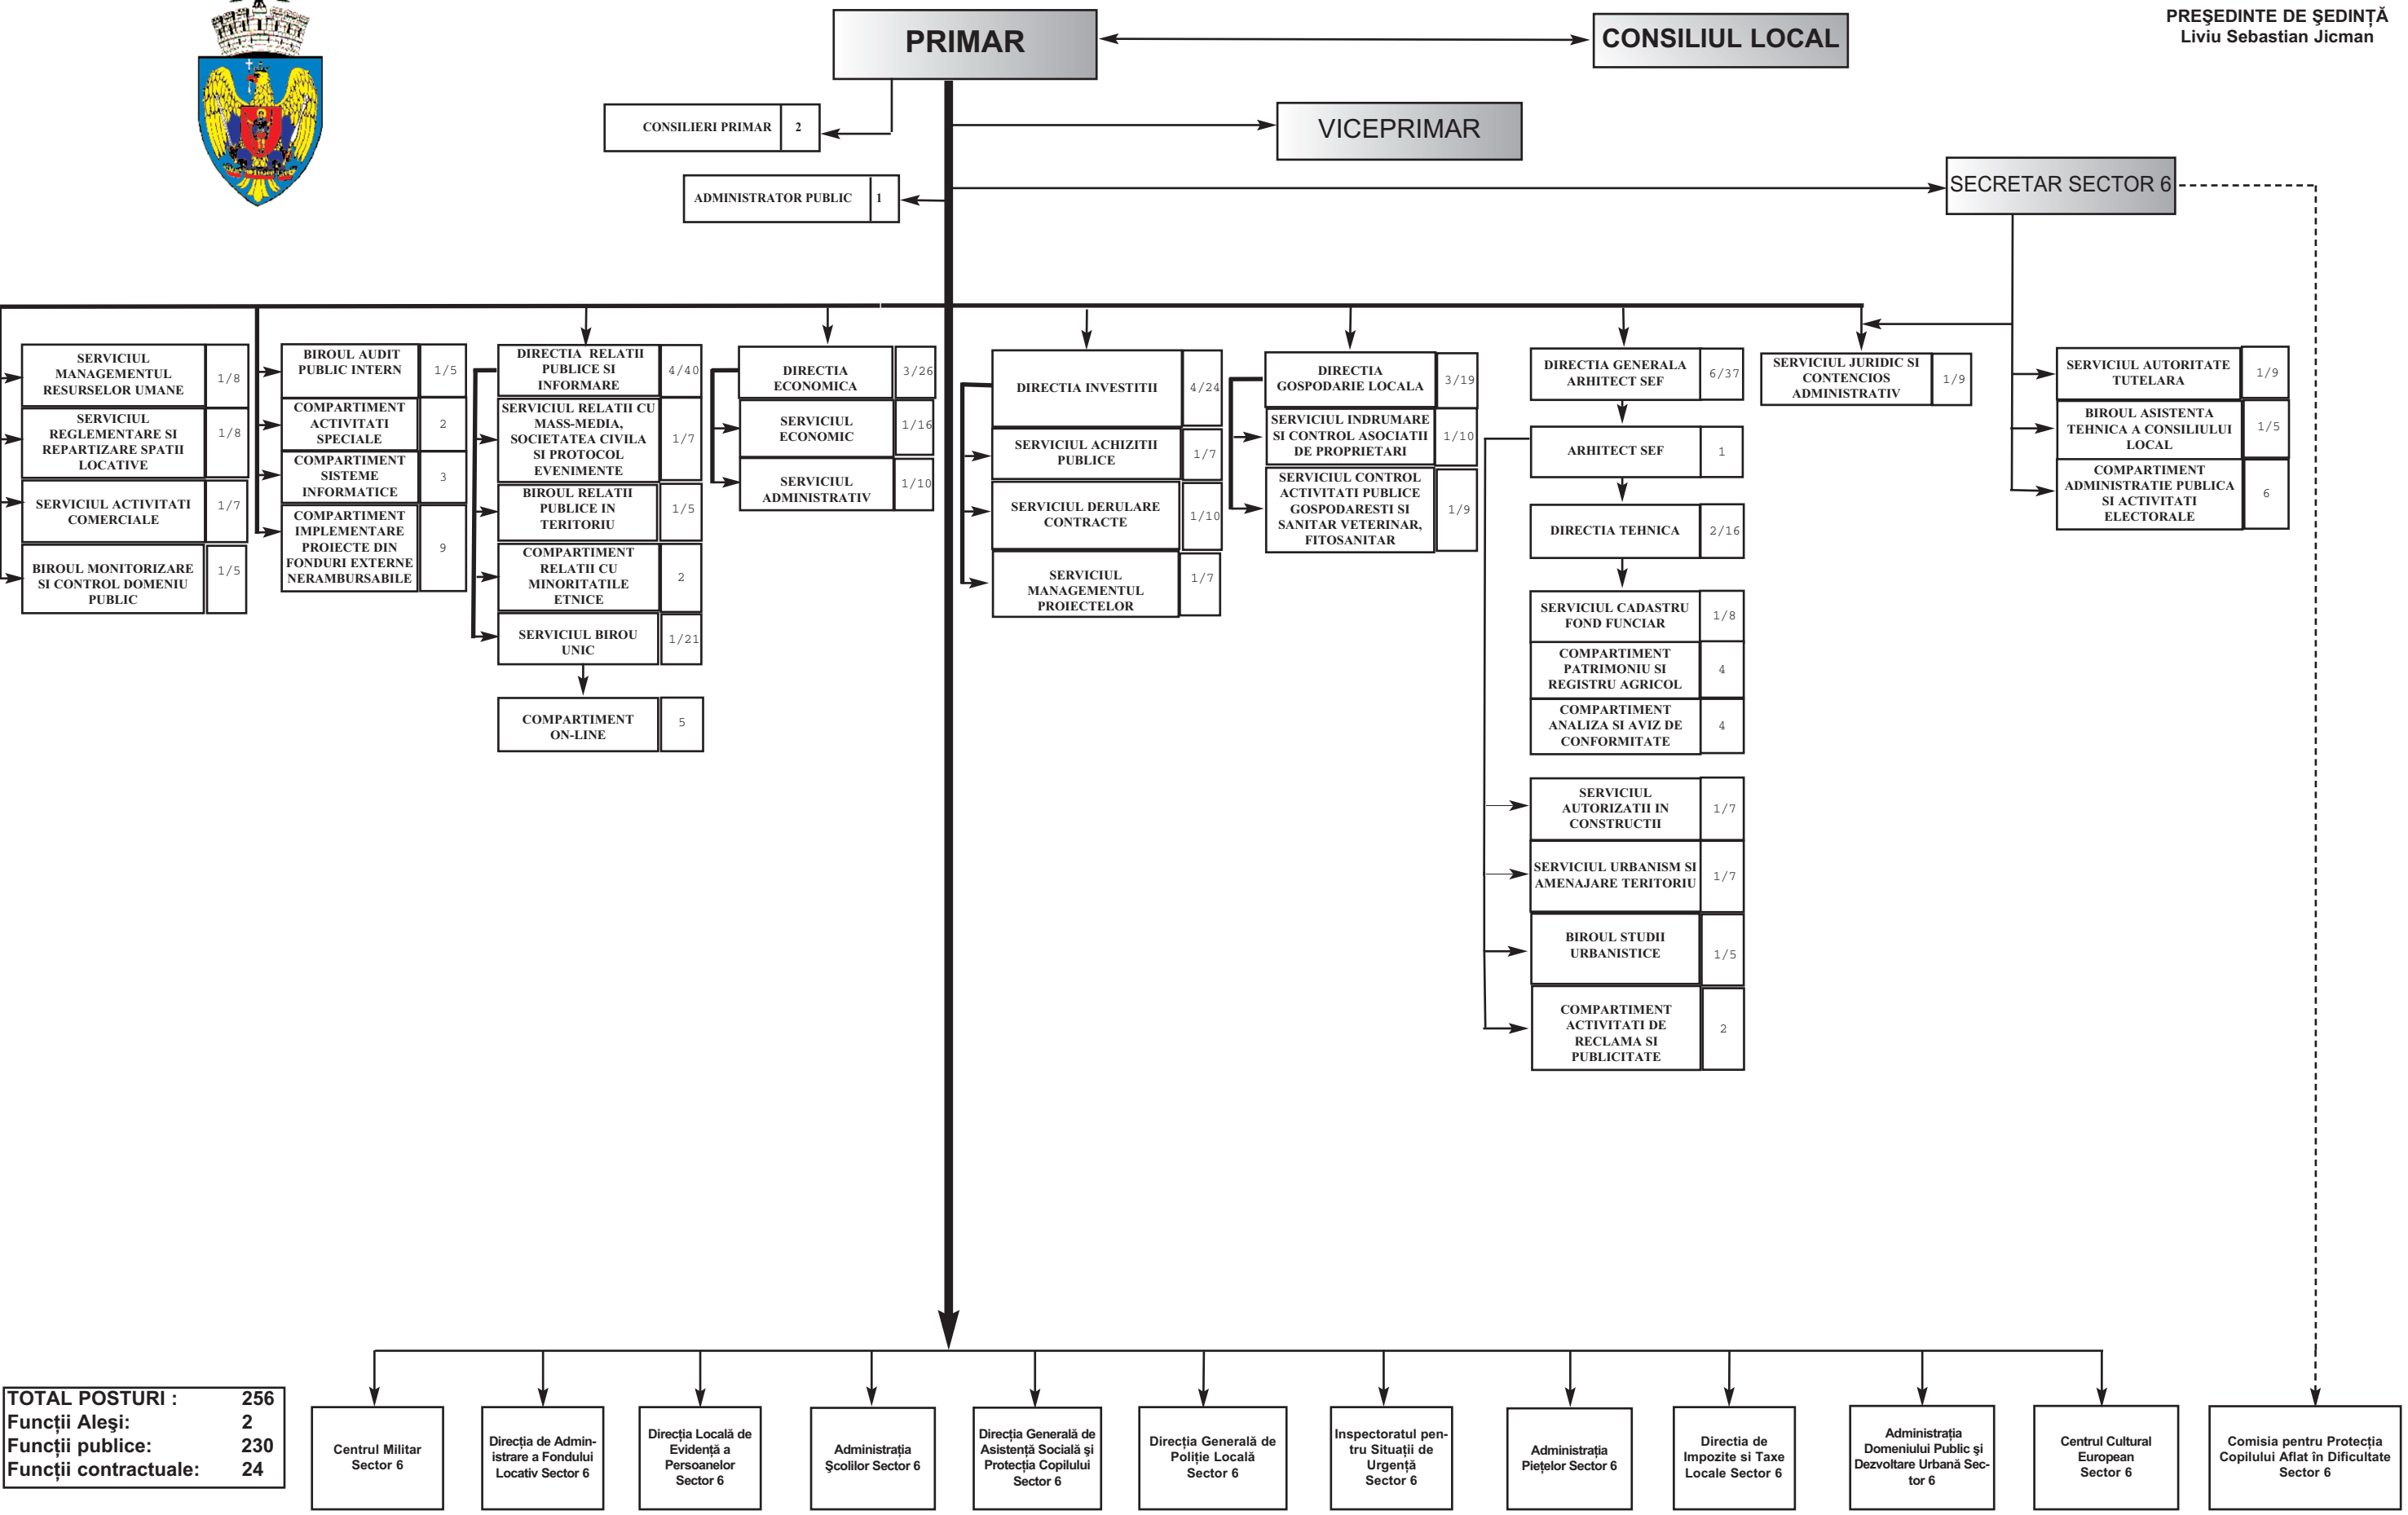 PRIMAR
CONSILIUL LOCAL
PREŞEDINTE DE ŞEDINȚĂ
Liviu Sebastian Jicman
CONSILIERI PRIMAR 2
VICEPRIMAR
ADMINISTRATOR PUBLIC 1
SECRETAR SECTOR 6
SERVICIUL
MANAGEMENTUL
RESURSELOR UMANE
1/8
SERVICIUL
REGLEMENTARE SI
REPARTIZARE SPATII
LOCATIVE
1/8
SERVICIUL ACTIVITATI
COMERCIALE
1/7
BIROUL MONITORIZARE
SI CONTROL DOMENIU
PUBLIC
1/5
BIROUL AUDIT
PUBLIC INTERN
1/5
COMPARTIMENT
ACTIVITATI
SPECIALE
2
COMPARTIMENT
SISTEME
INFORMATICE
3
COMPARTIMENT
IMPLEMENTARE
PROIECTE DIN
FONDURI EXTERNE
NERAMBURSABILE
9
DIRECTIA RELATII
PUBLICE SI
INFORMARE
4/40
SERVICIUL RELATII CU
MASS-MEDIA,
SOCIETATEA CIVILA
SI PROTOCOL
EVENIMENTE
1/7
BIROUL RELATII
PUBLICE IN
TERITORIU
1/5
COMPARTIMENT
RELATII CU
MINORITATILE
ETNICE
2
SERVICIUL BIROU
UNIC
1/21
COMPARTIMENT
ON-LINE
5
DIRECTIA
ECONOMICA
3/26
SERVICIUL
ECONOMIC
1/16
SERVICIUL
ADMINISTRATIV
1/10
DIRECTIA INVESTITII
4/24
SERVICIUL ACHIZITII
PUBLICE
1/7
SERVICIUL DERULARE
CONTRACTE
1/10
SERVICIUL
MANAGEMENTUL
PROIECTELOR
1/7
DIRECTIA
GOSPODARIE LOCALA
3/19
SERVICIUL INDRUMARE
SI CONTROL ASOCIATII
DE PROPRIETARI
1/10
SERVICIUL CONTROL
ACTIVITATI PUBLICE
GOSPODARESTI SI
SANITAR VETERINAR,
FITOSANITAR
1/9
DIRECTIA GENERALA
ARHITECT SEF
6/37
ARHITECT SEF
1
DIRECTIA TEHNICA
2/16
SERVICIUL CADASTRU
FOND FUNCIAR
1/8
COMPARTIMENT
PATRIMONIU SI
REGISTRU AGRICOL
4
COMPARTIMENT
ANALIZA SI AVIZ DE
CONFORMITATE
4
SERVICIUL
AUTORIZATII IN
CONSTRUCTII
1/7
SERVICIUL URBANISM SI
AMENAJARE TERITORIU
1/7
BIROUL STUDII
URBANISTICE
1/5
COMPARTIMENT
ACTIVITATI DE
RECLAMA SI
PUBLICITATE
2
SERVICIUL JURIDIC SI
CONTENCIOS
ADMINISTRATIV
1/9
SERVICIUL AUTORITATE
TUTELARA
1/9
BIROUL ASISTENTA
TEHNICA A CONSILIULUI
LOCAL
1/5
COMPARTIMENT
ADMINISTRATIE PUBLICA
SI ACTIVITATI
ELECTORALE
6
TOTAL POSTURI : 256
Funcții Aleşi: 2
Funcții publice: 230
Funcții contractuale: 24
Centrul Militar
Sector 6
Direcția de Admin-
istrare a Fondului
Locativ Sector 6
Direcția Locală de
Evidență a
Persoanelor
Sector 6
Administrația
Şcolilor Sector 6
Direcția Generală de
Asistență Socială şi
Protecția Copilului
Sector 6
Direcția Generală de
Poliție Locală
Sector 6
Inspectoratul pen-
tru Situații de
Urgență
Sector 6
Administrația
Piețelor Sector 6
Directia de
Impozite si Taxe
Locale Sector 6
Administrația
Domeniului Public şi
Dezvoltare Urbană Sec-
tor 6
Centrul Cultural
European
Sector 6
Comisia pentru Protecția
Copilului Aflat în Dificultate
Sector 6